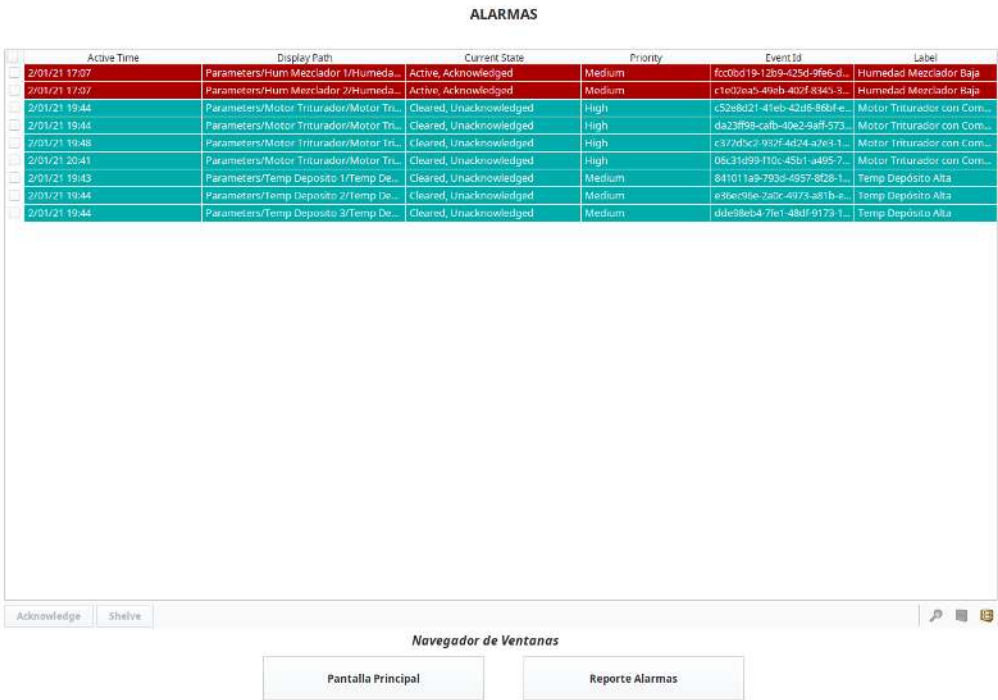 ALARMAS
Active Time Display Path Current State Priority Event Id Label
2/01/21 17:07 Parameters/Hum Mezclador 1/Humeda... Active, Acknowledged Medium fcc0bd19-12b9-425d-9fe6-d... Humedad Mezclador Baja
2/01/21 17:07 Parameters/Hum Mezclador 2/Humeda... Active, Acknowledged Medium c1e02ea5-49eb-402f-8345-3... Humedad Mezclador Baja
2/01/21 19:44 Parameters/Motor Triturador/Motor Tri... Cleared, Unacknowledged High c52e8d21-41eb-42d6-86bf-e... Motor Triturador con Com...
2/01/21 19:44 Parameters/Motor Triturador/Motor Tri... Cleared, Unacknowledged High da23ff98-cafb-40e2-9aff-573... Motor Triturador con Com...
2/01/21 19:48 Parameters/Motor Triturador/Motor Tri... Cleared, Unacknowledged High c372d5c2-932f-4d24-a2e3-1... Motor Triturador con Com...
2/01/21 20:41 Parameters/Motor Triturador/Motor Tri... Cleared, Unacknowledged High 06c31d99-f10c-45b1-a495-7... Motor Triturador con Com...
2/01/21 19:43 Parameters/Temp Deposito 1/Temp De... Cleared, Unacknowledged Medium 841011a9-793d-4957-8f28-1... Temp Depósito Alta
2/01/21 19:44 Parameters/Temp Deposito 2/Temp De... Cleared, Unacknowledged Medium e36ec96e-2a0c-4973-a81b-e... Temp Depósito Alta
2/01/21 19:44 Parameters/Temp Deposito 3/Temp De... Cleared, Unacknowledged Medium dde98eb4-7fe1-48df-9173-1... Temp Depósito Alta
Acknowledge Shelve
Navegador de Ventanas
Pantalla Principal Reporte Alarmas